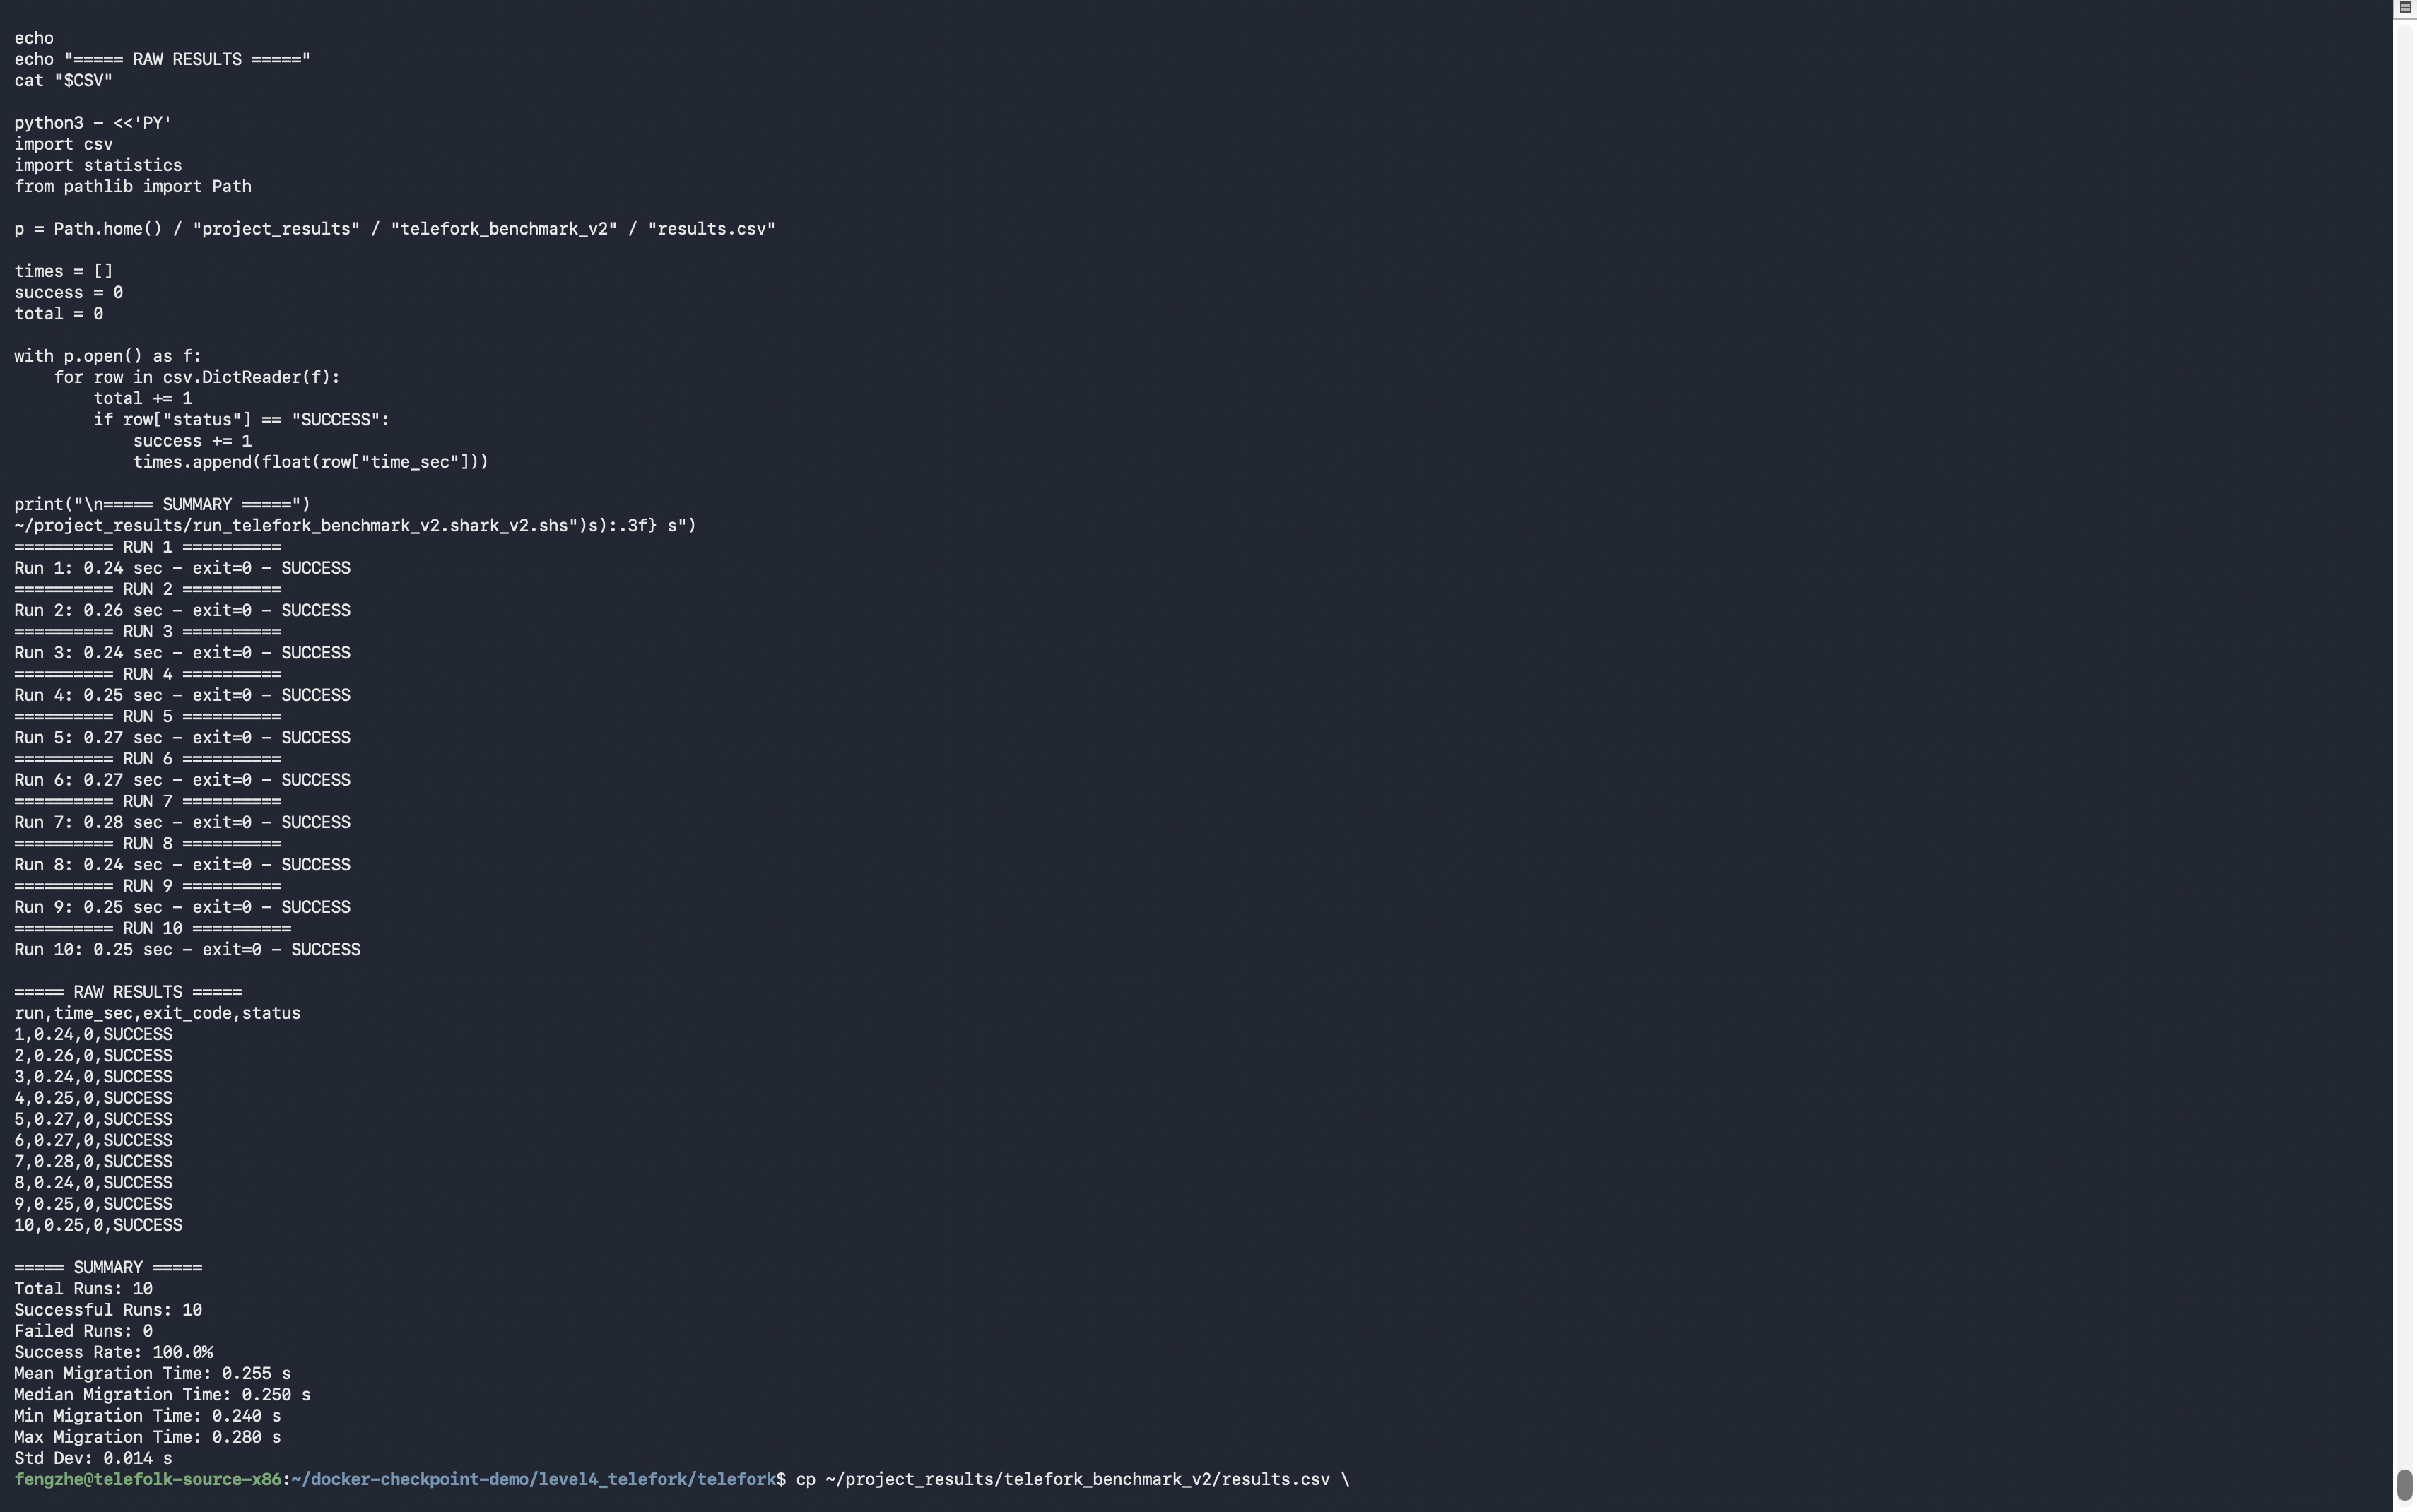 echo
echo "===== RAW RESULTS ====="
cat "$CSV"
python3 - <<'PY'
import csv
import statistics
from pathlib import Path
p = Path.home() / "project_results" / "telefork_benchmark_v2" / "results.csv"
times = []
success = 0
total = 0
with p.open() as f:
    for row in csv.DictReader(f):
        total += 1
        if row["status"] == "SUCCESS":
            success += 1
            times.append(float(row["time_sec"]))
print("\n===== SUMMARY =====")
~/project_results/run_telefork_benchmark_v2.shark_v2.shs")s):.3f} s")
========== RUN 1 ==========
Run 1: 0.24 sec - exit=0 - SUCCESS
========== RUN 2 ==========
Run 2: 0.26 sec - exit=0 - SUCCESS
========== RUN 3 ==========
Run 3: 0.24 sec - exit=0 - SUCCESS
========== RUN 4 ==========
Run 4: 0.25 sec - exit=0 - SUCCESS
========== RUN 5 ==========
Run 5: 0.27 sec - exit=0 - SUCCESS
========== RUN 6 ==========
Run 6: 0.27 sec - exit=0 - SUCCESS
========== RUN 7 ==========
Run 7: 0.28 sec - exit=0 - SUCCESS
========== RUN 8 ==========
Run 8: 0.24 sec - exit=0 - SUCCESS
========== RUN 9 ==========
Run 9: 0.25 sec - exit=0 - SUCCESS
========== RUN 10 ==========
Run 10: 0.25 sec - exit=0 - SUCCESS
===== RAW RESULTS =====
run,time_sec,exit_code,status
1,0.24,0,SUCCESS
2,0.26,0,SUCCESS
3,0.24,0,SUCCESS
4,0.25,0,SUCCESS
5,0.27,0,SUCCESS
6,0.27,0,SUCCESS
7,0.28,0,SUCCESS
8,0.24,0,SUCCESS
9,0.25,0,SUCCESS
10,0.25,0,SUCCESS
===== SUMMARY =====
Total Runs: 10
Successful Runs: 10
Failed Runs: 0
Success Rate: 100.0%
Mean Migration Time: 0.255 s
Median Migration Time: 0.250 s
Min Migration Time: 0.240 s
Max Migration Time: 0.280 s
Std Dev: 0.014 s
fengzhe@telefolk-source-x86:~/docker-checkpoint-demo/level4_telefork/telefork$ cp ~/project_results/telefork_benchmark_v2/results.csv \